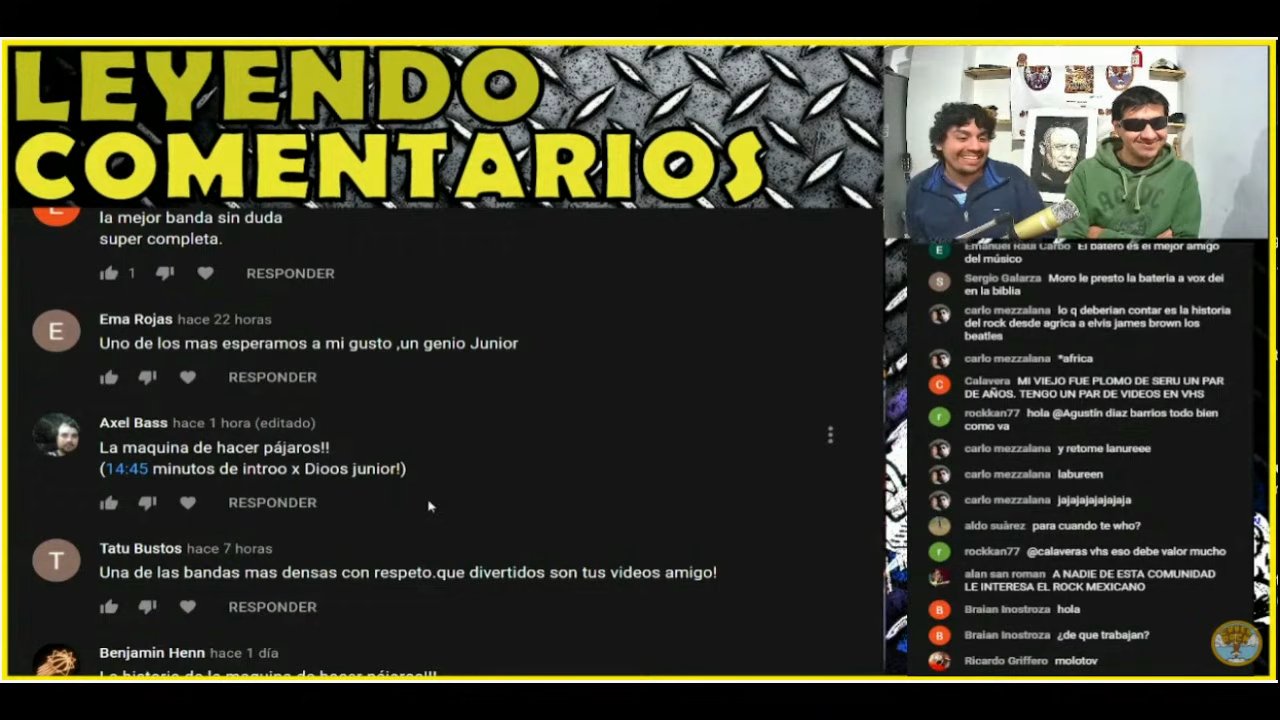 LEYENDO
COMENTARIOS
la mejor banda sin duda
super completa.
1 RESPONDER
Ema Rojas hace 22 horas
Uno de los mas esperamos a mi gusto ,un genio Junior
RESPONDER
Axel Bass hace 1 hora (editado)
La maquina de hacer pájaros!!
(14:45 minutos de introo x Dioos junior!)
RESPONDER
Tatu Bustos hace 7 horas
Una de las bandas mas densas con respeto.que divertidos son tus videos amigo!
RESPONDER
Benjamin Henn hace 1 día
La historia de la maquina de hacer pájaros!!!
Emanuel Raul Carbo El batero es el mejor amigo
del músico
Sergio Galarza Moro le presto la bateria a vox dei
en la biblia
carlo mezzalana lo q deberian contar es la historia
del rock desde agrica a elvis james brown los
beatles
carlo mezzalana *africa
Calavera MI VIEJO FUE PLOMO DE SERU UN PAR
DE AÑOS. TENGO UN PAR DE VIDEOS EN VHS
rockkan77 hola @Agustín diaz barrios todo bien
como va
carlo mezzalana y retome lanureee
carlo mezzalana labureen
carlo mezzalana jajajajajajaja
aldo suàrez para cuando te who?
rockkan77 @calaveras vhs eso debe valor mucho
alan san roman A NADIE DE ESTA COMUNIDAD
LE INTERESA EL ROCK MEXICANO
Braian Inostroza hola
Braian Inostroza ¿de que trabajan?
Ricardo Griffero molotov